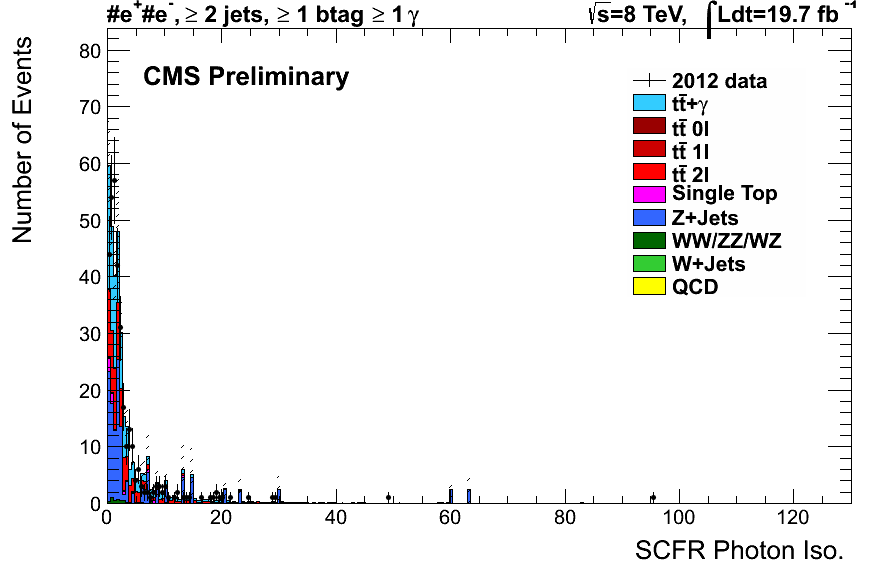 #e⁺#e⁻, ≥ 2 jets, ≥ 1 btag ≥ 1 γ
√s=8 TeV, ∫Ldt=19.7 fb⁻¹
CMS Preliminary
2012 data
tt̄+γ
tt̄ 0l
tt̄ 1l
tt̄ 2l
Single Top
Z+Jets
WW/ZZ/WZ
W+Jets
QCD
Number of Events
80
70
60
50
40
30
20
10
0
0 20 40 60 80 100 120
SCFR Photon Iso.